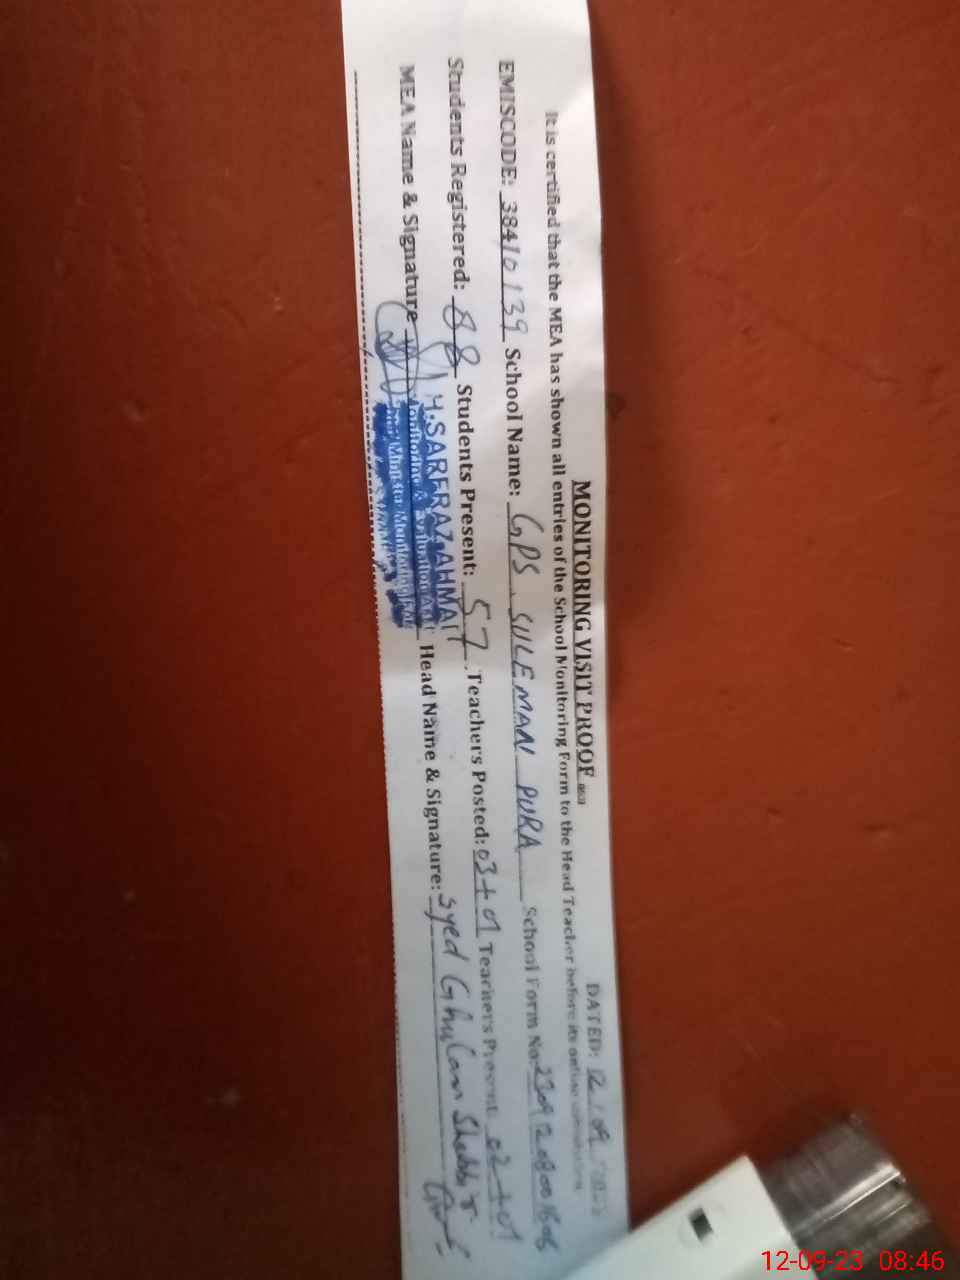 MONITORING VISIT PROOF
DATED: 12/09/
It is certified that the MEA has shown all entries of the School Monitoring Form to the Head Teacher before its online
EMISCODE: 38410139 School Name: GPS SULEMAN PURA School Form No:
Students Registered: 88 Students Present: 57 Teachers Posted: 03+01 Teachers Present: 02+01
MEA Name & Signature M.SARFRAZ AHMAD Head Name & Signature: Syed Ghulam Shabbir
Monitoring & Evaluation
12-09-23 08:46